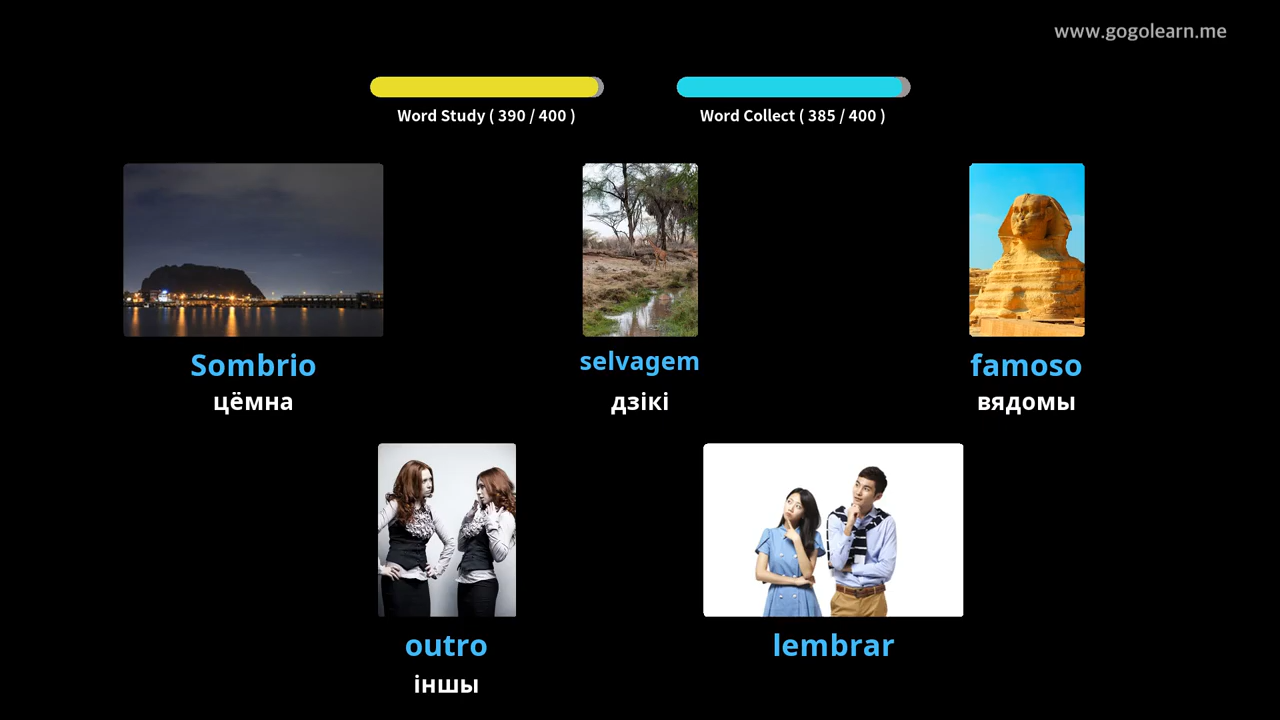 www.gogolearn.me
Word Study ( 390 / 400 )
Word Collect ( 385 / 400 )
Sombrio
цёмна
selvagem
дзікі
famoso
вядомы
outro
іншы
lembrar